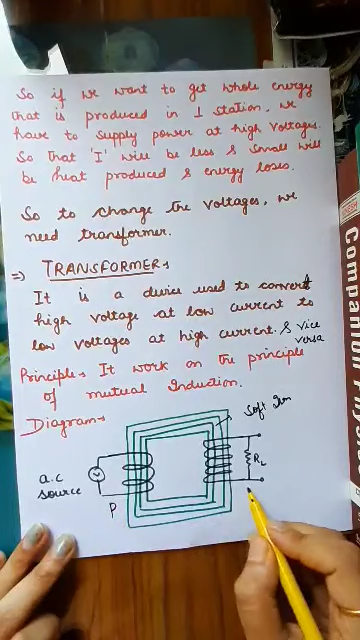 So if we want to get whole energy
that is produced in 1 station, we
have to supply power at high voltages.
So that 'I' will be less & small will
be heat produced & energy loses.
So to change the voltages, we
need transformer.
⇒ TRANSFORMER→
It is a device used to convert
high voltage at low current to
low voltages at high current. & vice
versa
Principle→ It work on the principle
of mutual Induction.
Diagram→
Soft Iron
a.c
source
P
RL
Compani